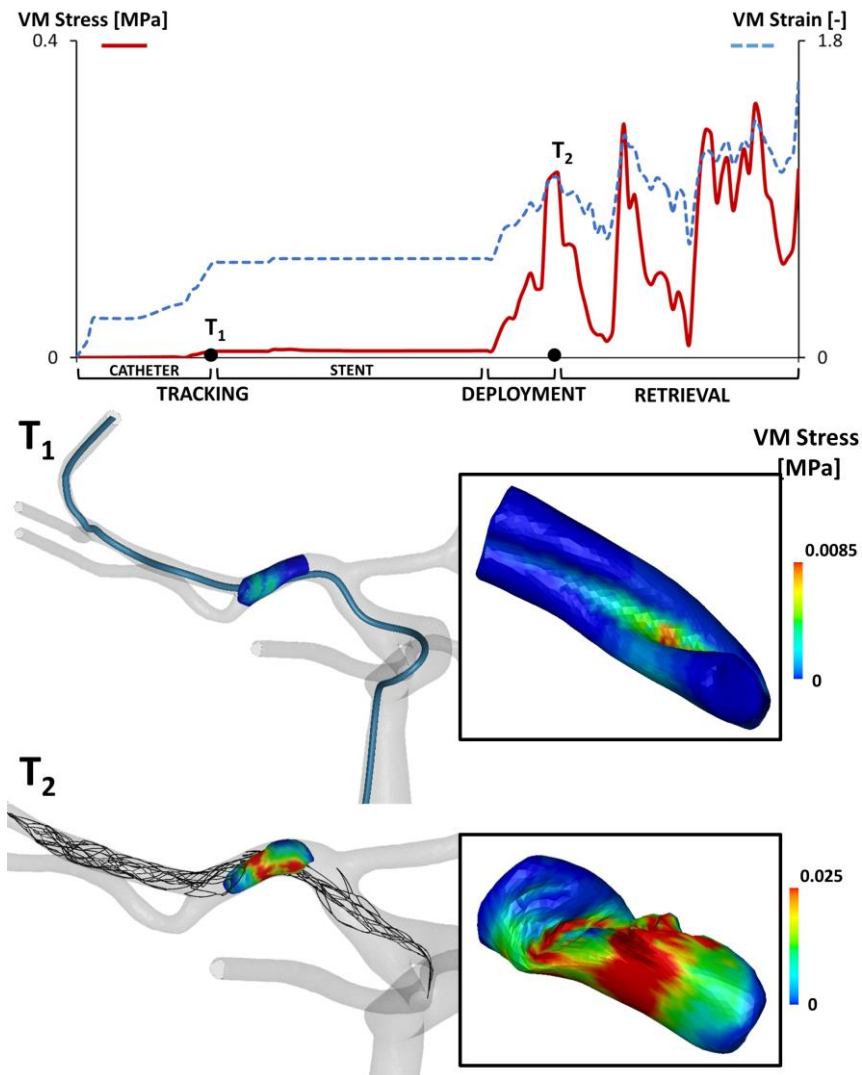 VM Stress [MPa] VM Strain [-]
0.4 1.8
T2
T1
0 0
CATHETER STENT
TRACKING DEPLOYMENT RETRIEVAL
T1
VM Stress
[MPa]
0.0085
0
T2
0.025
0